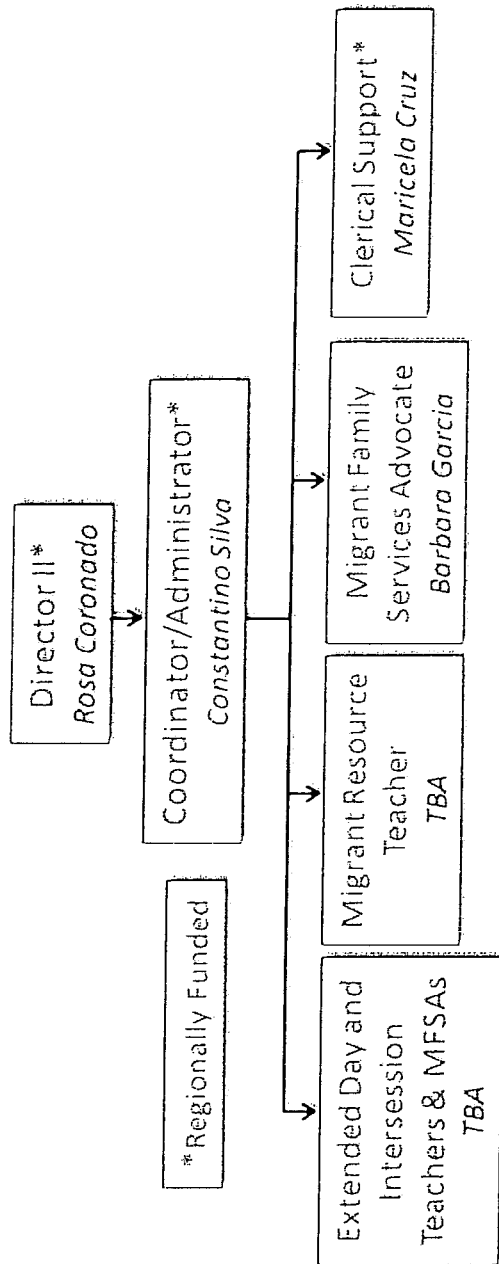 Director II*
Rosa Coronado
Coordinator/Administrator*
Constantino Silva
*Regionally Funded
Extended Day and
Intersession
Teachers & MFSAs
TBA
Migrant Resource
Teacher
TBA
Migrant Family
Services Advocate
Barbara Garcia
Clerical Support*
Maricela Cruz